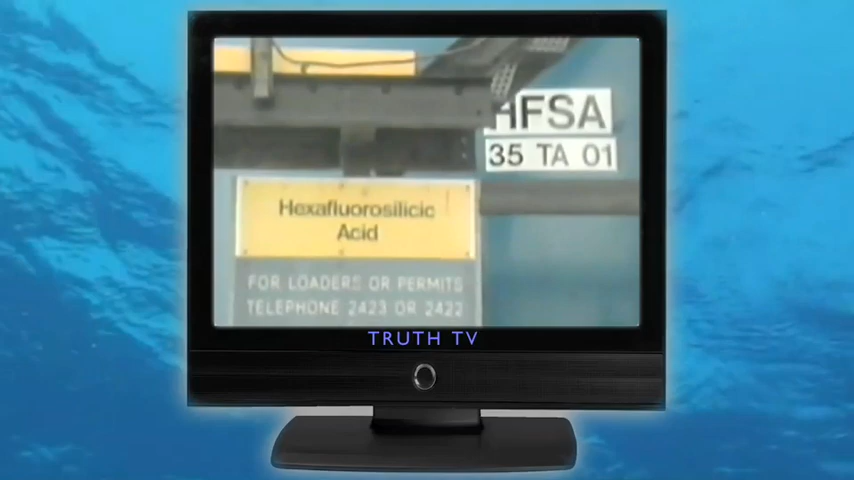 HFSA
35 TA 01
Hexafluorosilicic
Acid
FOR LOADERS OR PERMITS
TELEPHONE 2423 OR 2422
TRUTH TV